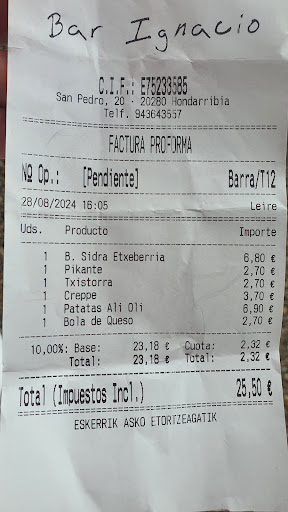 Bar Ignacio
C.I.F.: E75233585
San Pedro, 20 - 20280 Hondarribia
Telf. 943643557
FACTURA PROFORMA
Nº Op.: [Pendiente] Barra/T12
28/08/2024 16:05 Leire
Uds. Producto Importe
1 B. Sidra Etxeberria 6,80 €
1 Pikante 2,70 €
1 Txistorra 2,70 €
1 Creppe 3,70 €
1 Patatas Ali Oli 6,90 €
1 Bola de Queso 2,70 €
10,00%: Base: 23,18 € Cuota: 2,32 €
Total: 23,18 € Total: 2,32 €
Total (Impuestos Incl.) 25,50 €
ESKERRIK ASKO ETORTZEAGATIK